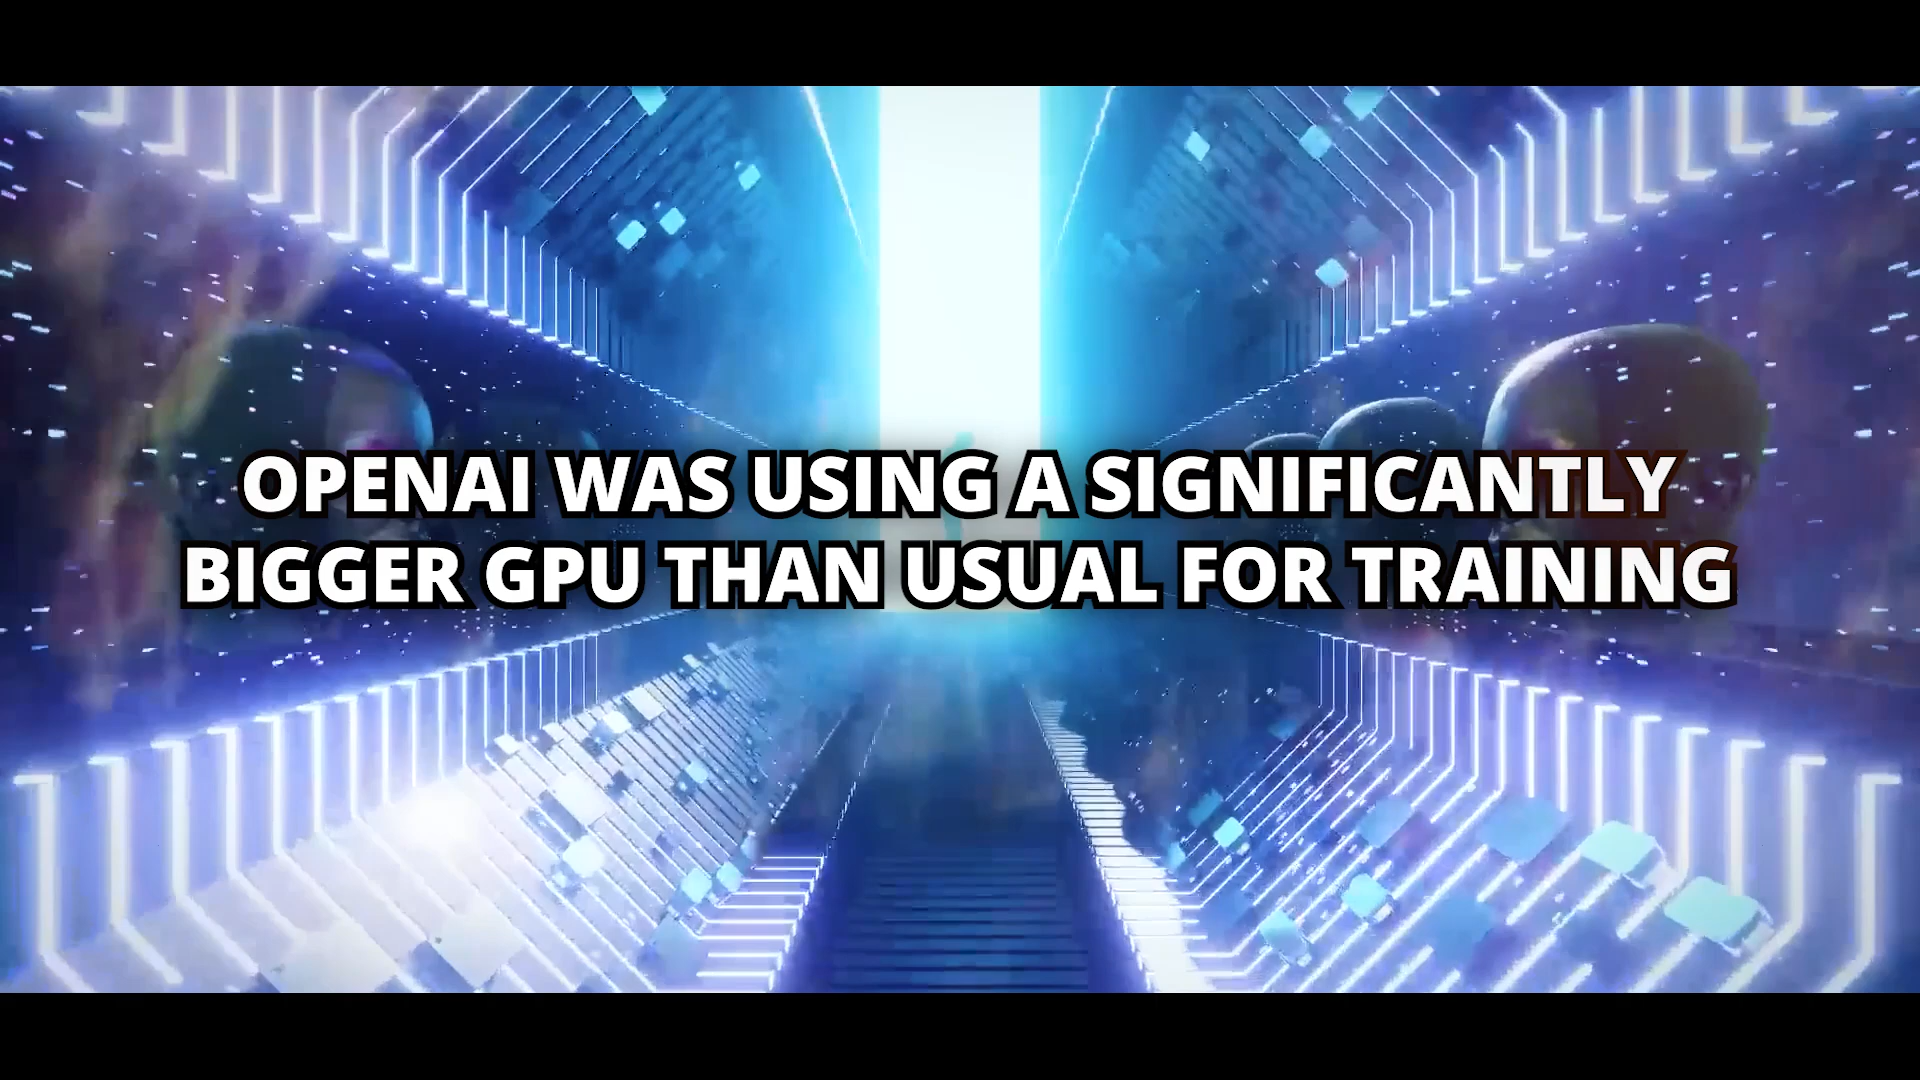 OPENAI WAS USING A SIGNIFICANTLY
BIGGER GPU THAN USUAL FOR TRAINING